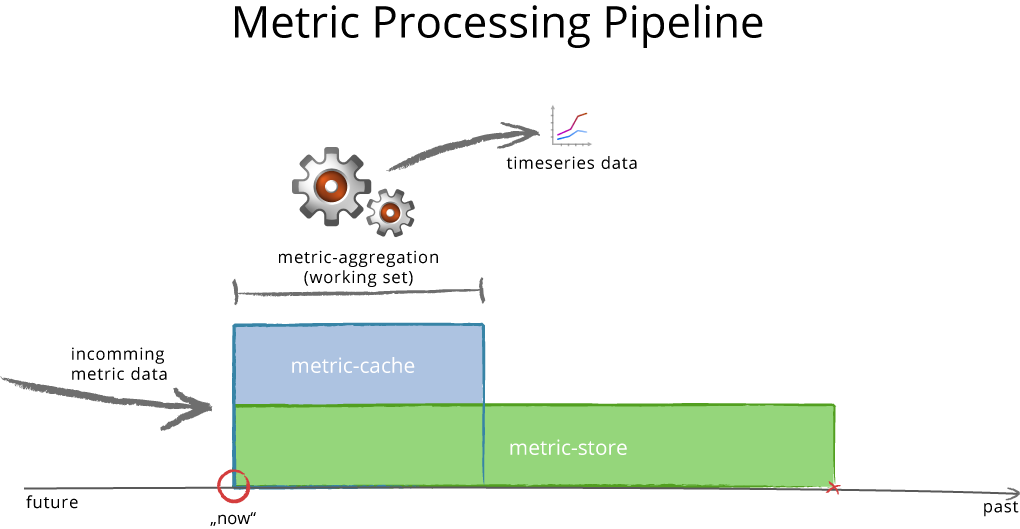 Metric Processing Pipeline
timeseries data
metric-aggregation
(working set)
incomming
metric data
metric-cache
metric-store
future
„now“
past